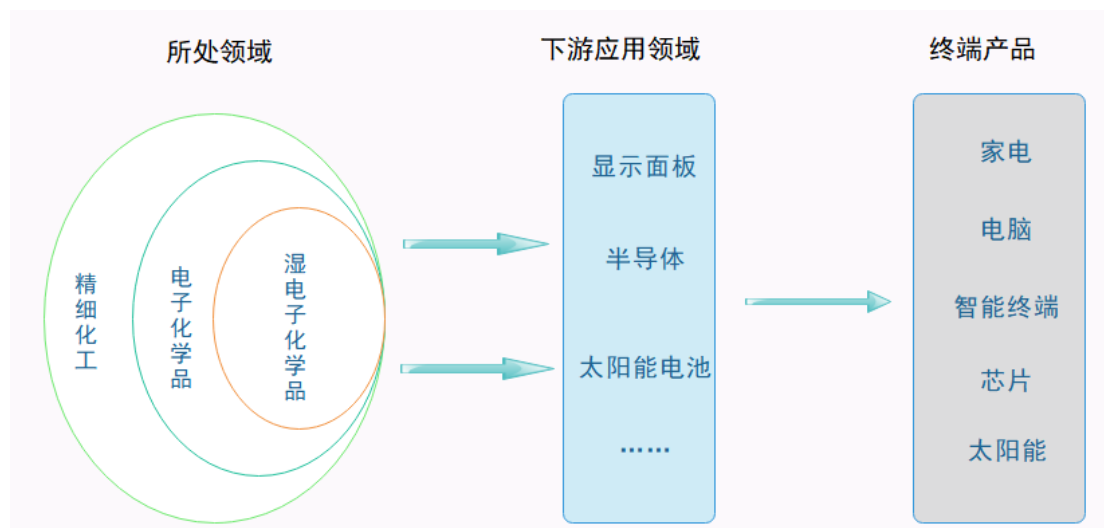 所处领域
下游应用领域
终端产品
精细化工
电子化学品
湿电子化学品
显示面板
半导体
太阳能电池
……
家电
电脑
智能终端
芯片
太阳能